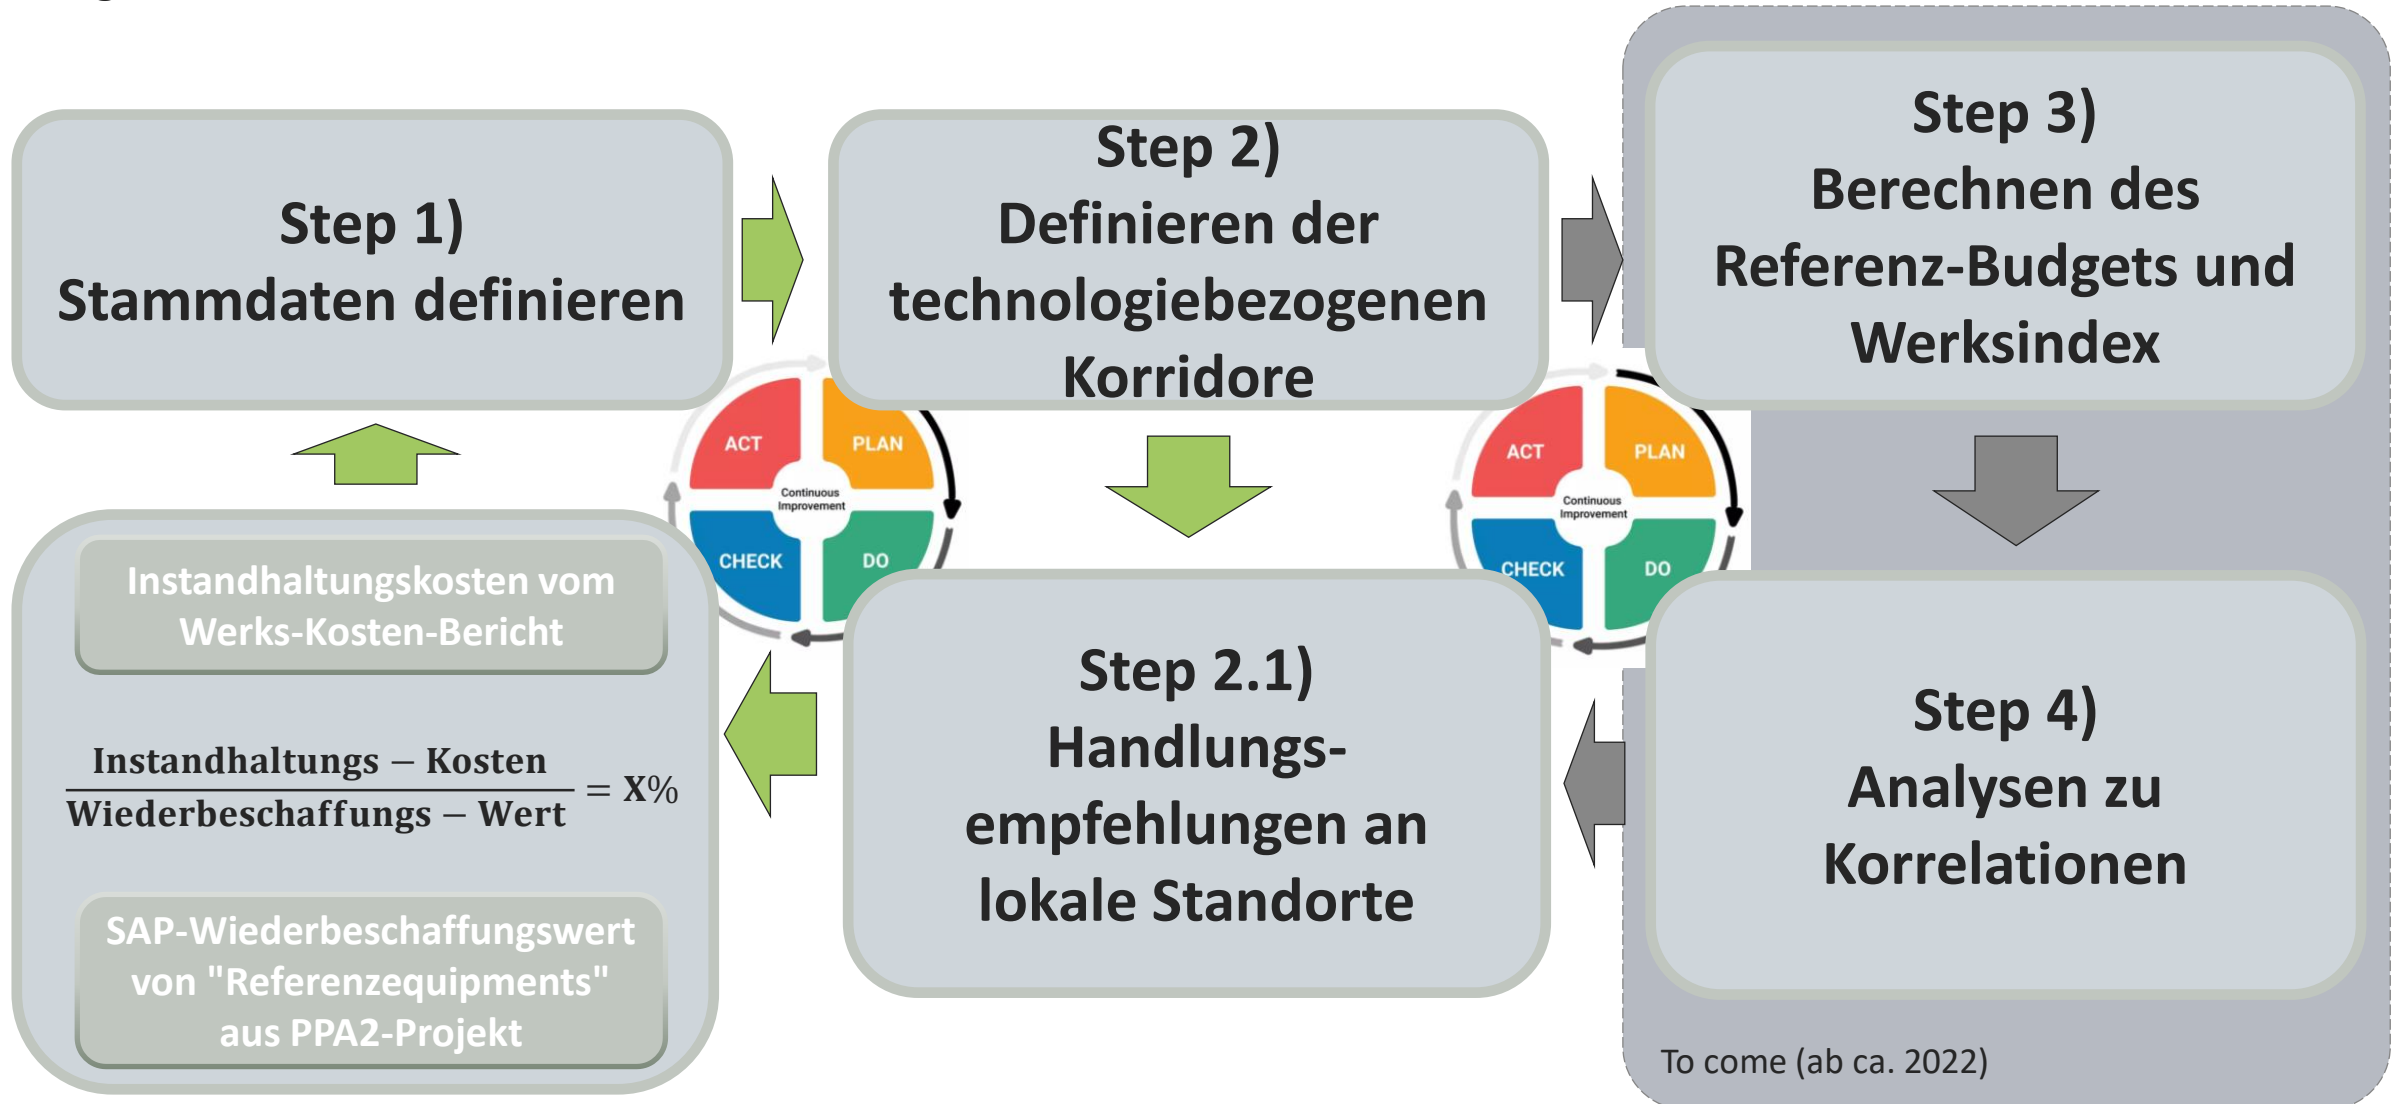 Step 1)
Stammdaten definieren
Step 2)
Definieren der
technologiebezogenen
Korridore
Step 3)
Berechnen des
Referenz-Budgets und
Werksindex
ACT
PLAN
Continuous
Improvement
CHECK
DO
ACT
PLAN
Continuous
Improvement
CHECK
DO
Instandhaltungskosten vom
Werks-Kosten-Bericht
Instandhaltungs – Kosten
Wiederbeschaffungs – Wert
= X%
SAP-Wiederbeschaffungswert
von "Referenzequipments"
aus PPA2-Projekt
Step 2.1)
Handlungs-
empfehlungen an
lokale Standorte
Step 4)
Analysen zu
Korrelationen
To come (ab ca. 2022)